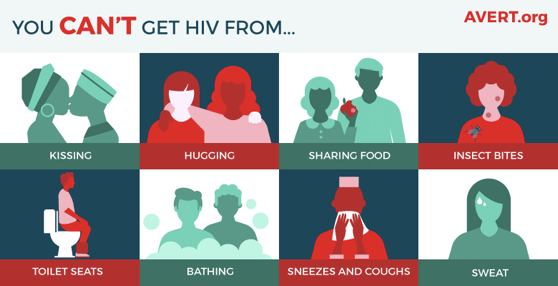 YOU CAN'T GET HIV FROM...
AVERT.org
KISSING
HUGGING
SHARING FOOD
INSECT BITES
TOILET SEATS
BATHING
SNEEZES AND COUGHS
SWEAT